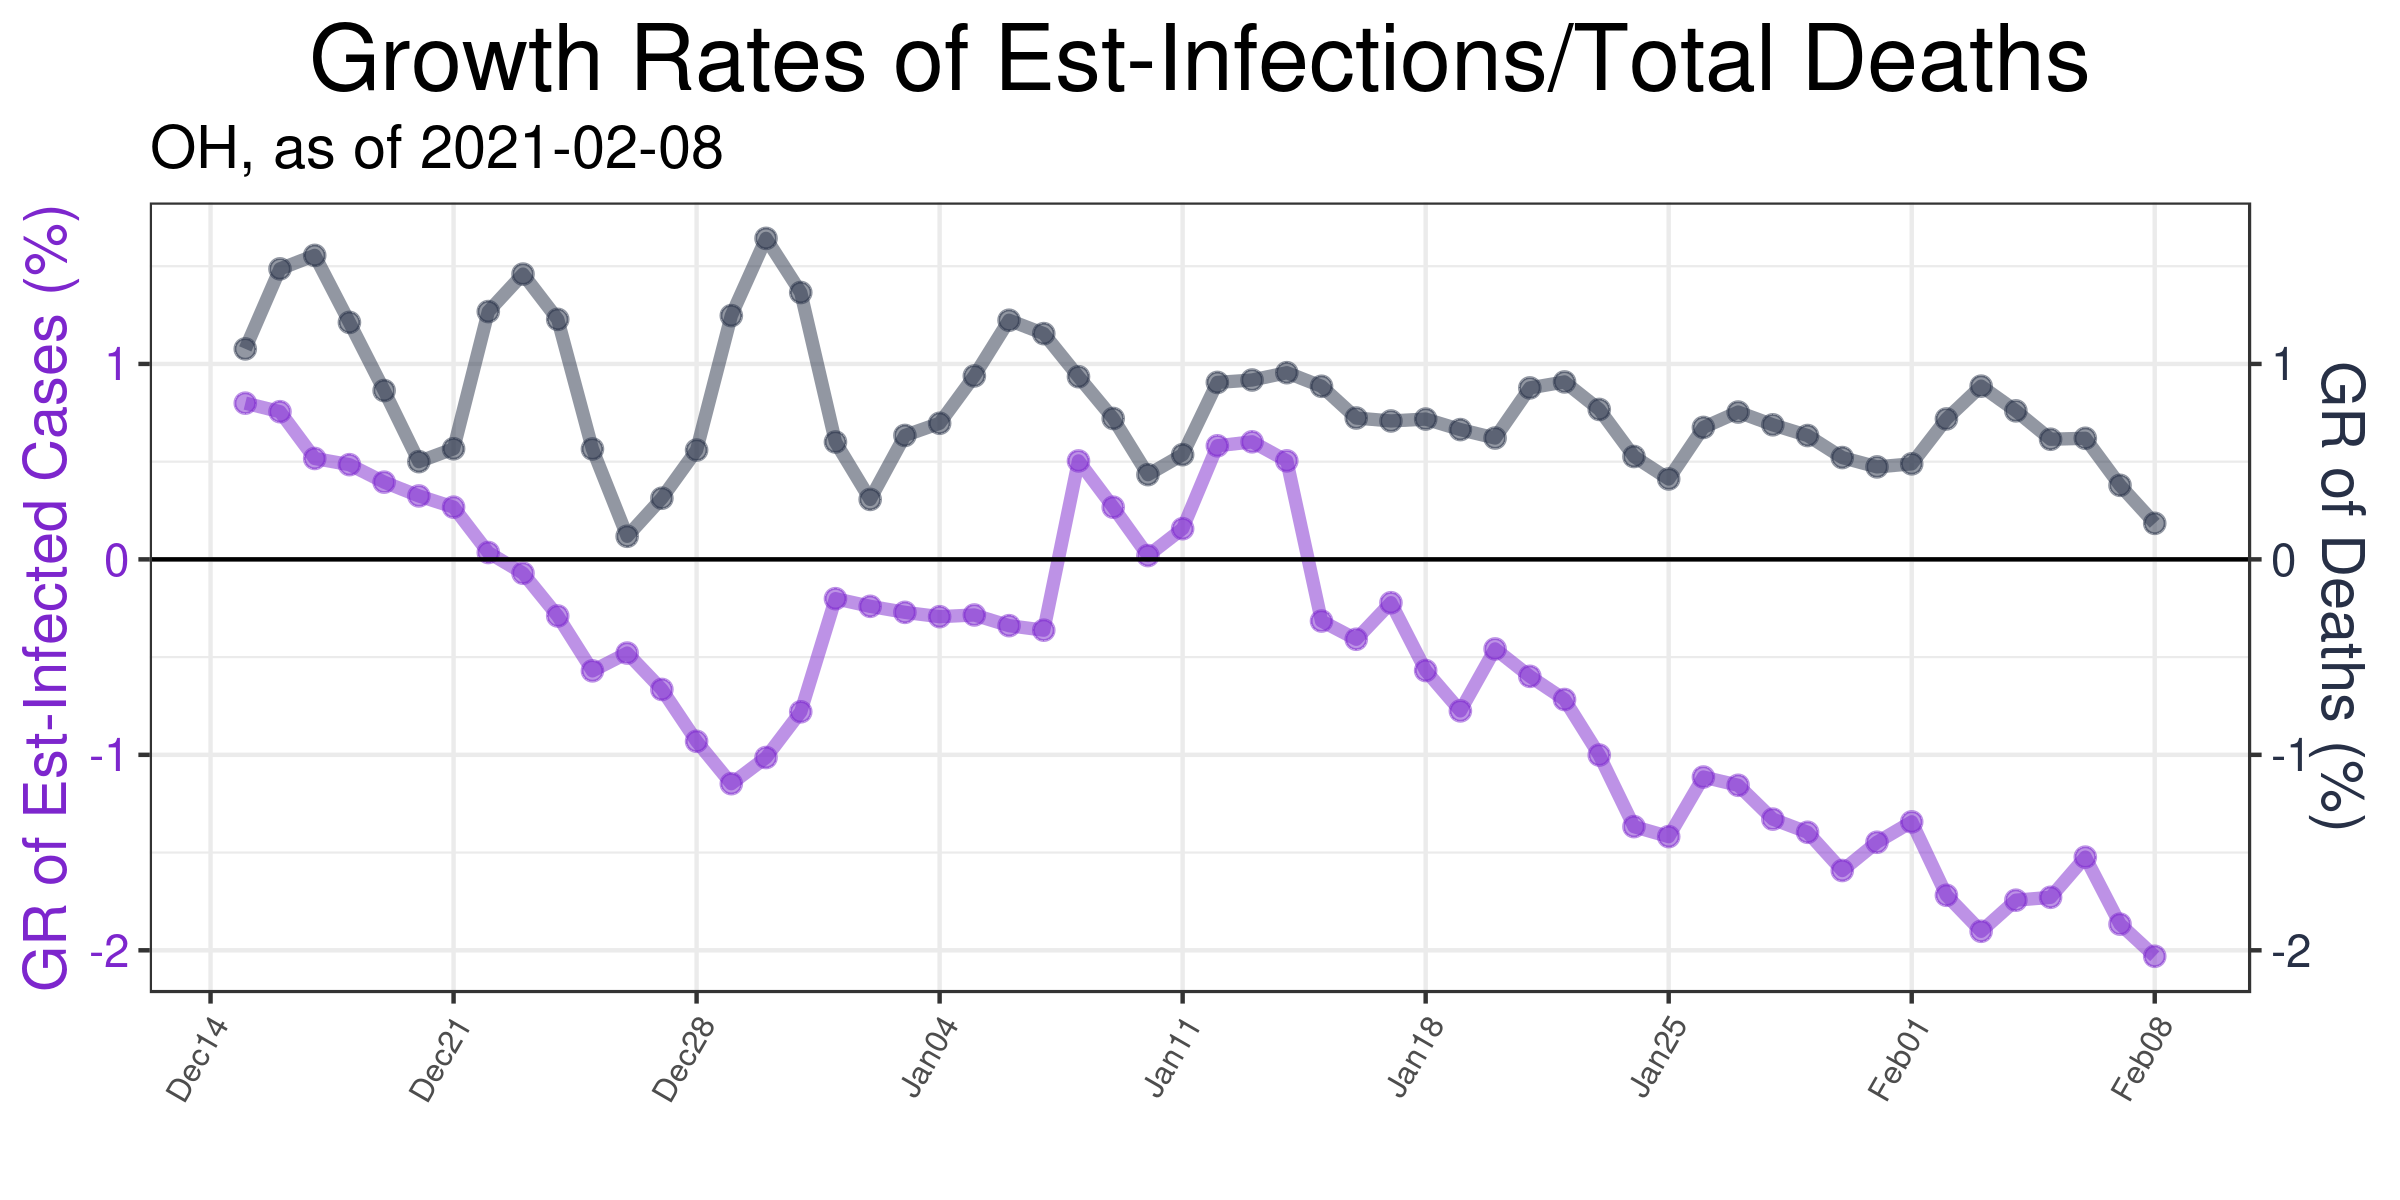 Growth Rates of Est-Infections/Total Deaths
OH, as of 2021-02-08
GR of Est-Infected Cases (%)
1
0
-1
-2
1
0
-1
-2
GR of Deaths (%)
Dec14
Dec21
Dec28
Jan04
Jan11
Jan18
Jan25
Feb01
Feb08